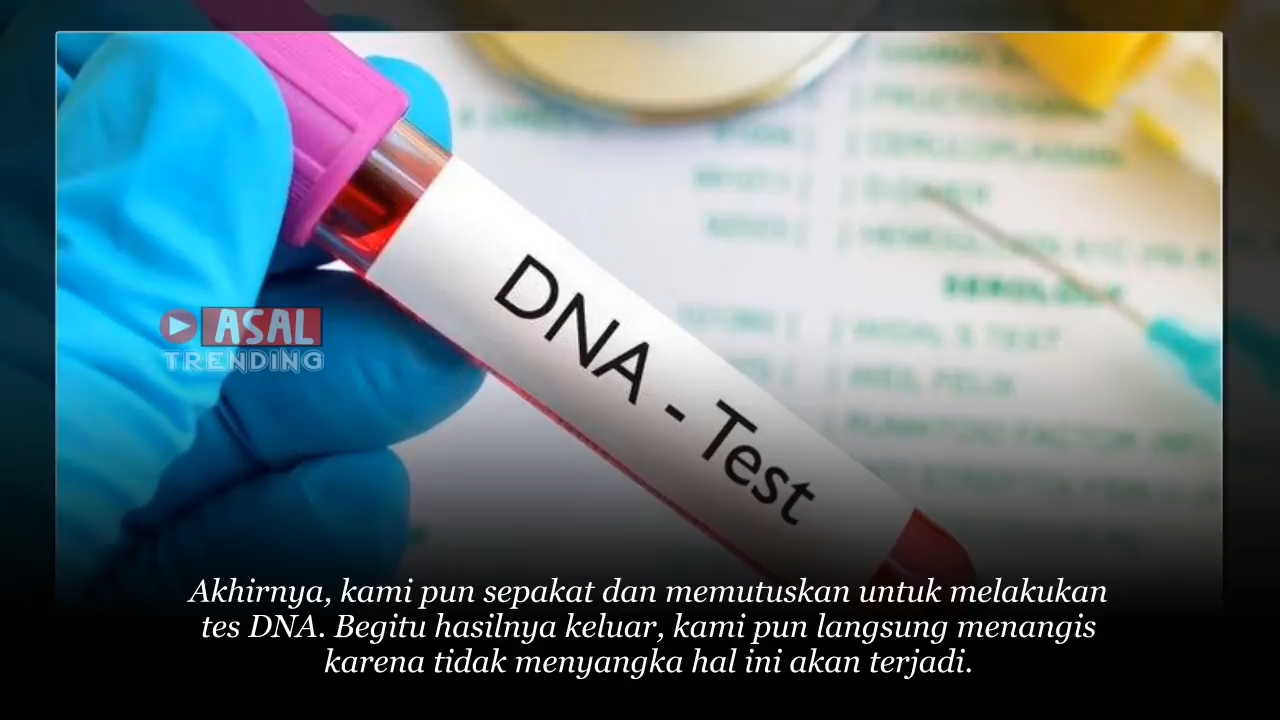 ASAL
TRENDING
DNA - Test
Akhirnya, kami pun sepakat dan memutuskan untuk melakukan
tes DNA. Begitu hasilnya keluar, kami pun langsung menangis
karena tidak menyangka hal ini akan terjadi.